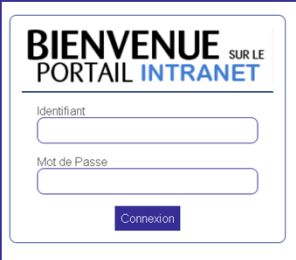 BIENVENUE SUR LE
PORTAIL INTRANET
Identifiant
Mot de Passe
Connexion